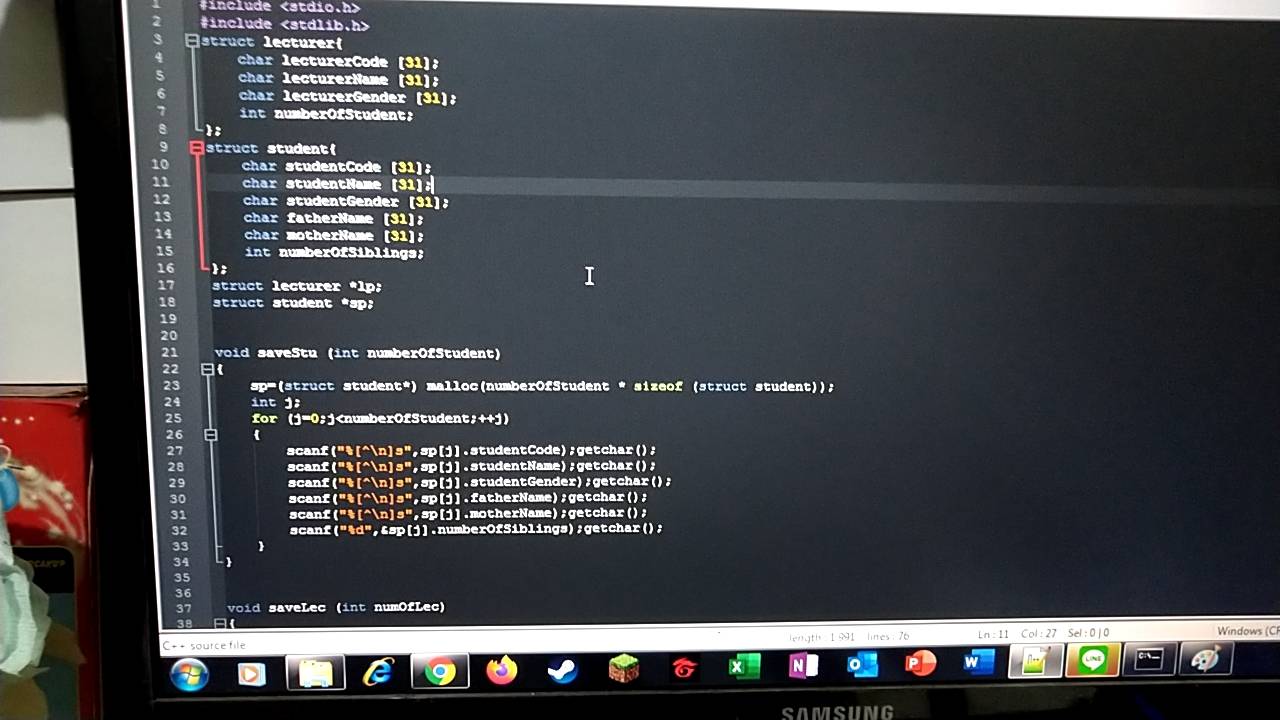 1 #include <stdio.h>
2 #include <stdlib.h>
3 struct lecturer{
4 char lecturerCode [31];
5 char lecturerName [31];
6 char lecturerGender [31];
7 int numberOfStudent;
8 };
9 struct student{
10 char studentCode [31];
11 char studentName [31];
12 char studentGender [31];
13 char fatherName [31];
14 char motherName [31];
15 int numberOfSiblings;
16 };
17 struct lecturer *lp;
18 struct student *sp;
19
20
21 void saveStu (int numberOfStudent)
22 {
23 sp=(struct student*) malloc(numberOfStudent * sizeof (struct student));
24 int j;
25 for (j=0;j<numberOfStudent;++j)
26 {
27 scanf("%[^\n]s",sp[j].studentCode);getchar();
28 scanf("%[^\n]s",sp[j].studentName);getchar();
29 scanf("%[^\n]s",sp[j].studentGender);getchar();
30 scanf("%[^\n]s",sp[j].fatherName);getchar();
31 scanf("%[^\n]s",sp[j].motherName);getchar();
32 scanf("%d",&sp[j].numberOfSiblings);getchar();
33 }
34 }
35
36
37 void saveLec (int numOfLec)
38 {
C++ source file length : 1 991 lines : 76 Ln : 11 Col : 27 Sel : 0 | 0 Windows (CR
LINE
SAMSUNG